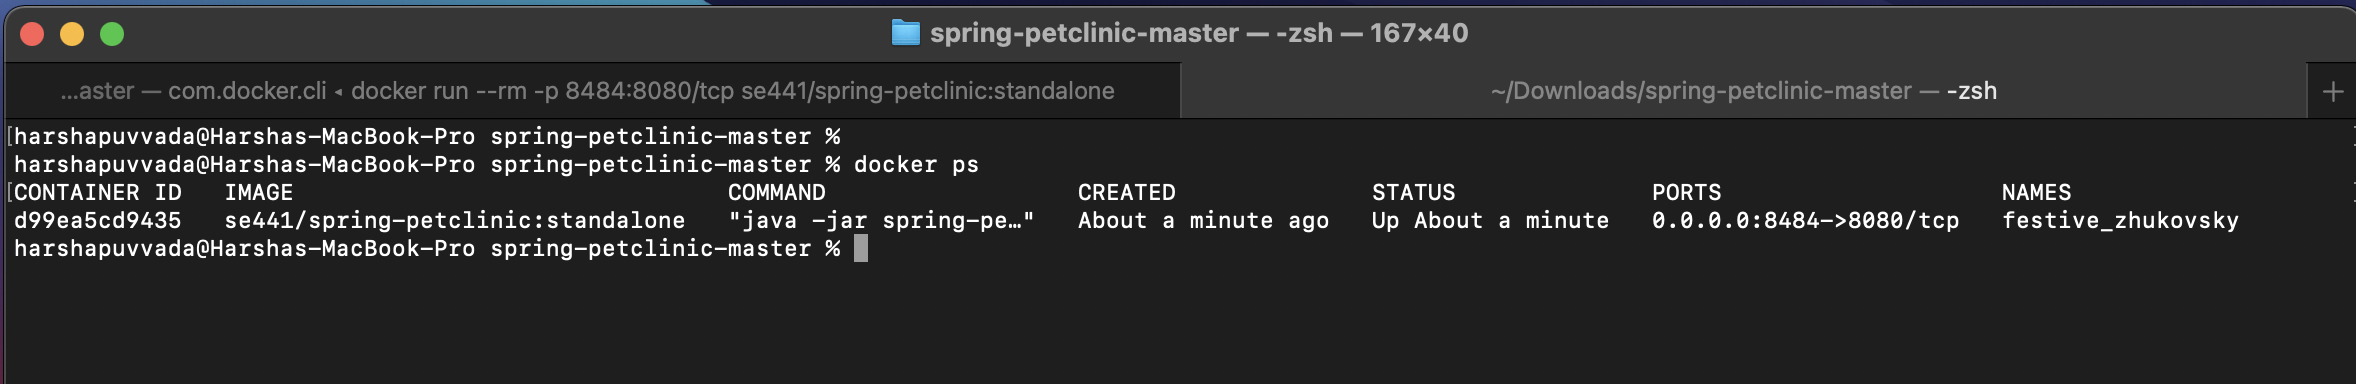 spring-petclinic-master — -zsh — 167×40
...aster — com.docker.cli ◂ docker run --rm -p 8484:8080/tcp se441/spring-petclinic:standalone
~/Downloads/spring-petclinic-master — -zsh
[harshapuvvada@Harshas-MacBook-Pro spring-petclinic-master %
harshapuvvada@Harshas-MacBook-Pro spring-petclinic-master % docker ps
[CONTAINER ID   IMAGE                               COMMAND                  CREATED              STATUS              PORTS                    NAMES
d99ea5cd9435   se441/spring-petclinic:standalone   "java -jar spring-pe…"   About a minute ago   Up About a minute   0.0.0.0:8484->8080/tcp   festive_zhukovsky
harshapuvvada@Harshas-MacBook-Pro spring-petclinic-master %